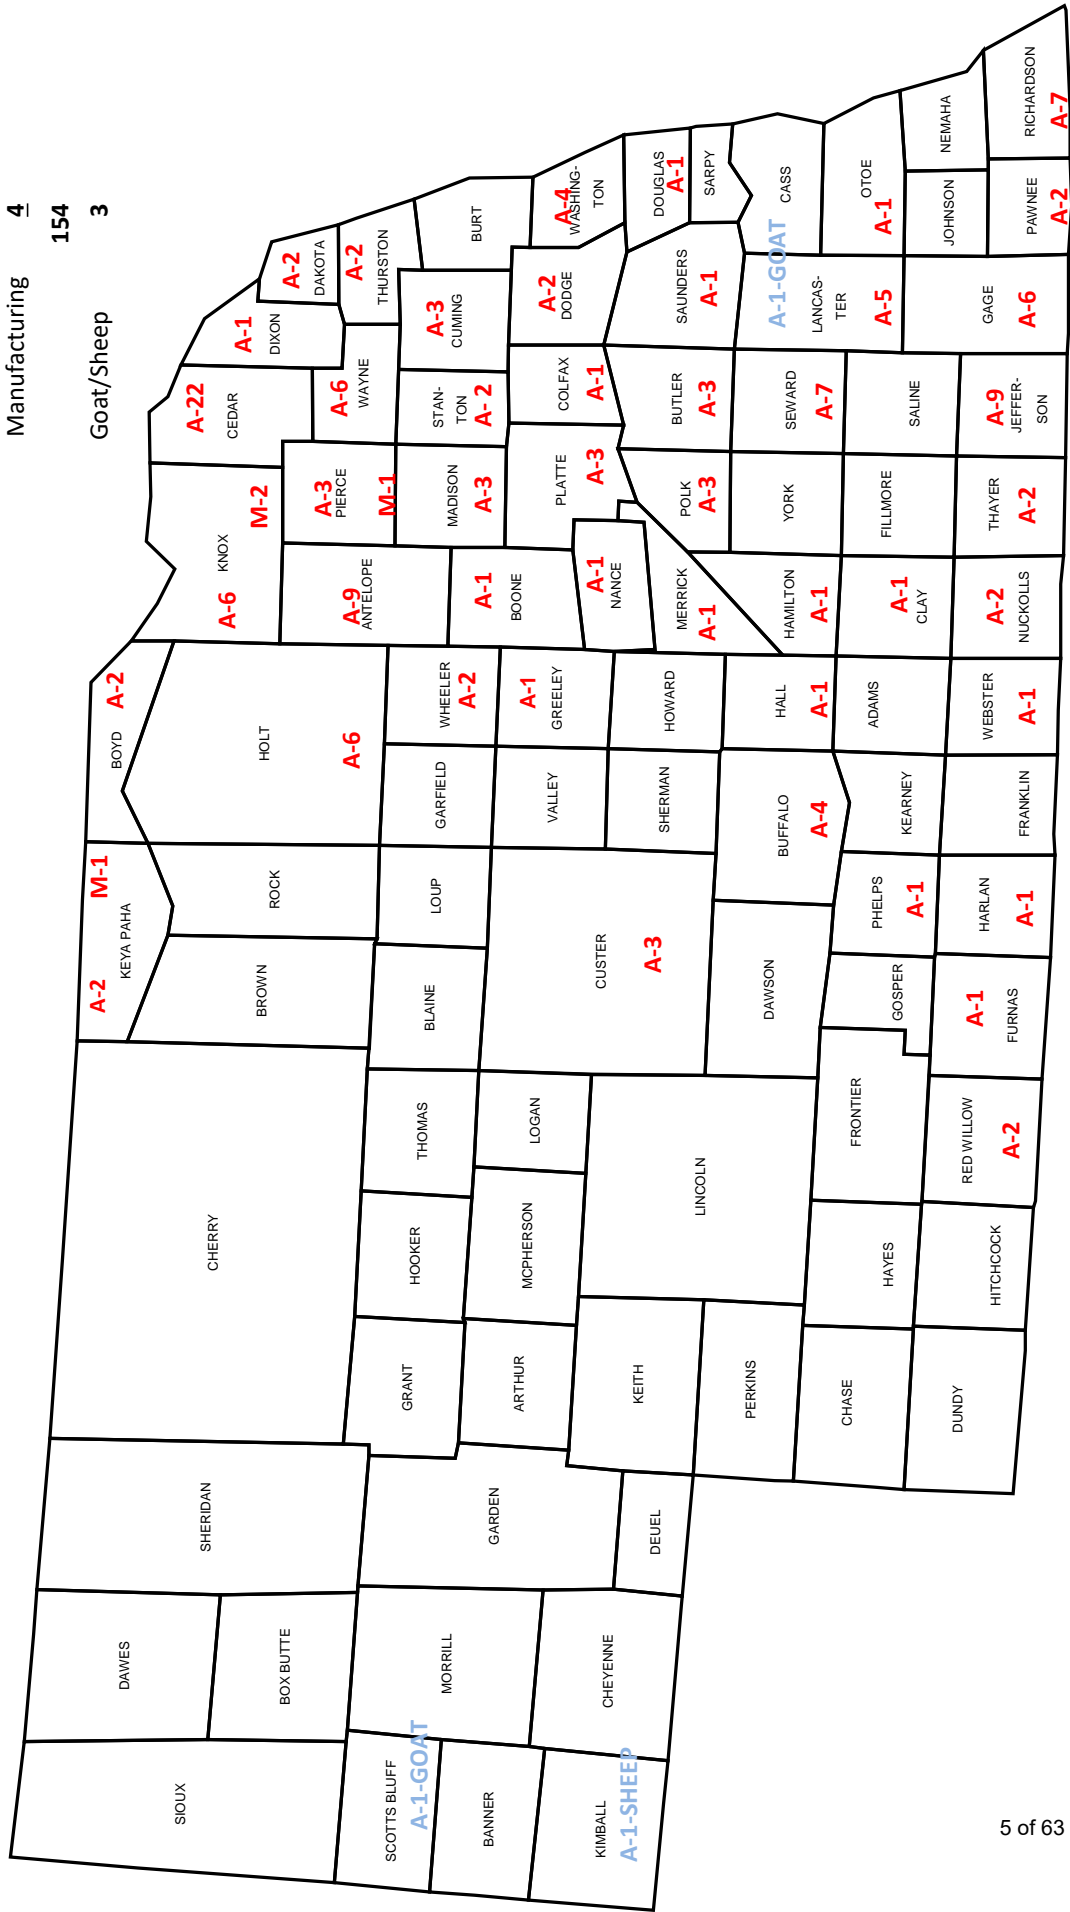 Manufacturing 4
154
Goat/Sheep 3
SIOUX
DAWES
BOX BUTTE
SHERIDAN
SCOTTS BLUFF
A-1-GOAT
BANNER
KIMBALL
A-1-SHEEP
MORRILL
CHEYENNE
GARDEN
DEUEL
CHERRY
GRANT
HOOKER
THOMAS
ARTHUR
MCPHERSON
LOGAN
KEITH
PERKINS
LINCOLN
CHASE
HAYES
FRONTIER
DUNDY
HITCHCOCK
RED WILLOW
A-2
A-2
M-1
KEYA PAHA
BROWN
ROCK
BLAINE
LOUP
CUSTER
A-3
DAWSON
GOSPER
PHELPS
A-1
FURNAS
A-1
HARLAN
A-1
BOYD
A-2
HOLT
A-6
GARFIELD
WHEELER
A-2
VALLEY
GREELEY
A-1
SHERMAN
HOWARD
BUFFALO
A-4
HALL
A-1
KEARNEY
ADAMS
FRANKLIN
WEBSTER
A-1
KNOX
A-6
M-2
ANTELOPE
A-9
PIERCE
A-3
M-1
BOONE
A-1
MADISON
A-3
NANCE
A-1
PLATTE
A-3
MERRICK
A-1
POLK
A-3
HAMILTON
A-1
YORK
CLAY
A-1
FILLMORE
NUCKOLLS
A-2
THAYER
A-2
CEDAR
A-22
DIXON
A-1
DAKOTA
A-2
WAYNE
A-6
THURSTON
A-2
STAN-
TON
A- 2
CUMING
A-3
BURT
COLFAX
A-1
DODGE
A-2
WASHING-
TON
A-4
BUTLER
A-3
SAUNDERS
A-1
DOUGLAS
A-1
SARPY
SEWARD
A-7
A-1-GOAT
LANCAS-
TER
A-5
CASS
SALINE
OTOE
A-1
JEFFER-
SON
A-9
GAGE
A-6
JOHNSON
NEMAHA
PAWNEE
A-2
RICHARDSON
A-7
5 of 63